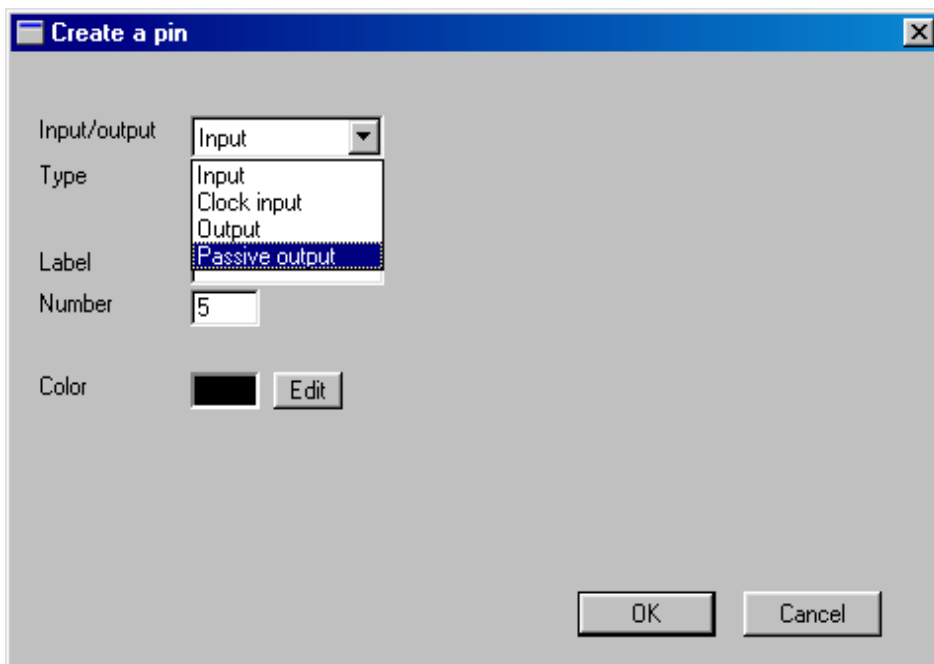 Create a pin
Input/output
Input
Type
Input
Clock input
Output
Passive output
Label
Number
5
Color
Edit
OK
Cancel